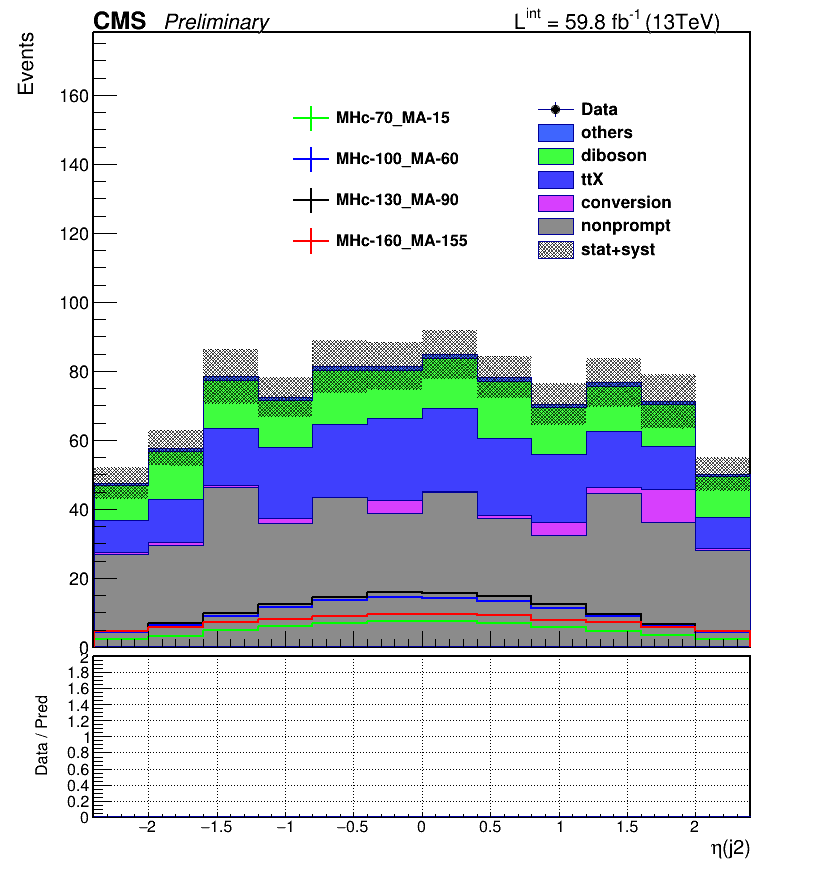 CMS Preliminary L^int = 59.8 fb^-1 (13TeV)
Events
160
140
120
100
80
60
40
20
0
MHc-70_MA-15
MHc-100_MA-60
MHc-130_MA-90
MHc-160_MA-155
Data
others
diboson
ttX
conversion
nonprompt
stat+syst
Data / Pred
2
1.8
1.6
1.4
1.2
1
0.8
0.6
0.4
0.2
0
−2 −1.5 −1 −0.5 0 0.5 1 1.5 2
η(j2)